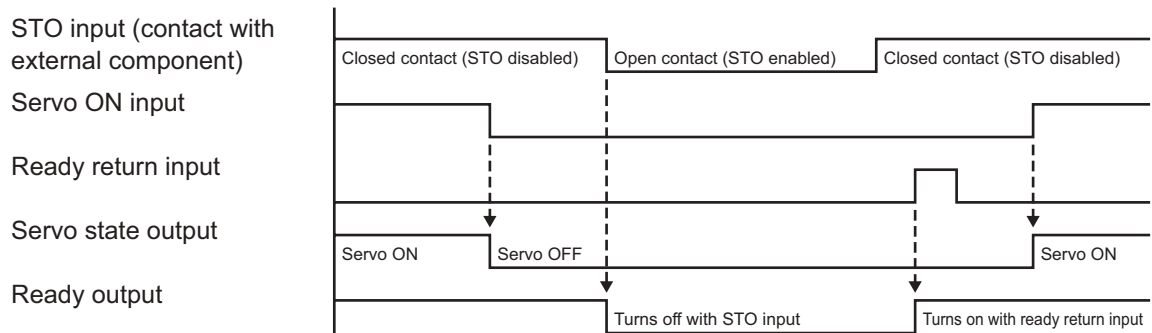 STO input (contact with
external component)
Closed contact (STO disabled)
Open contact (STO enabled)
Closed contact (STO disabled)
Servo ON input
Ready return input
Servo state output
Servo ON
Servo OFF
Servo ON
Ready output
Turns off with STO input
Turns on with ready return input